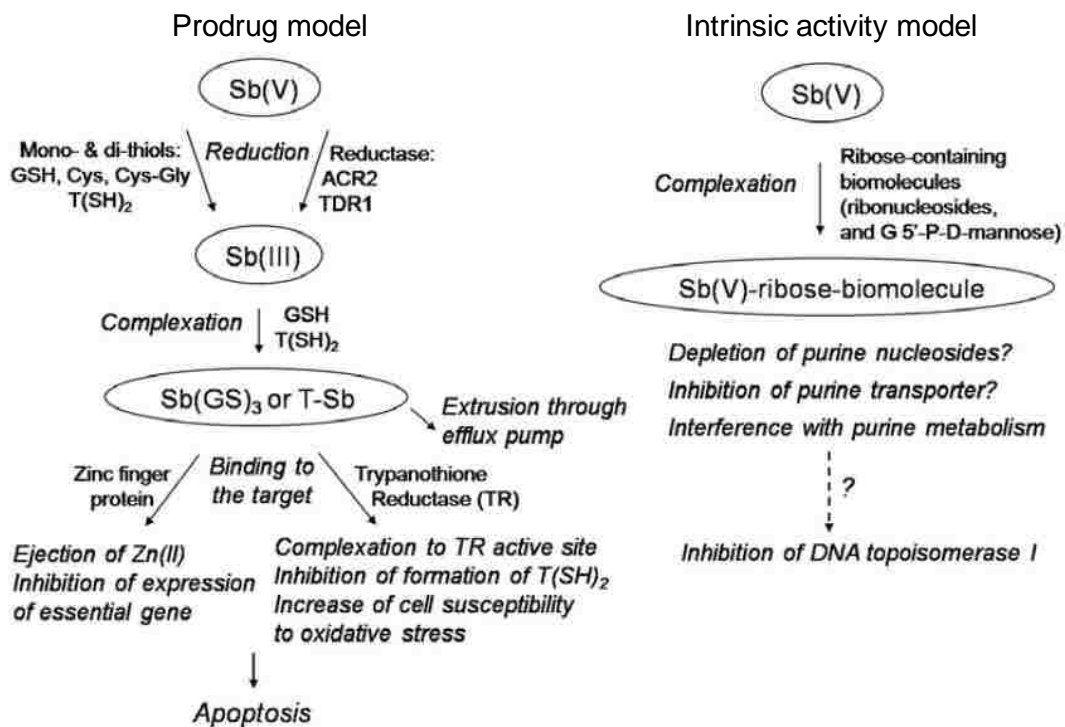 Prodrug model
Sb(V)
Mono- & di-thiols:
GSH, Cys, Cys-Gly
T(SH)2
Reduction
Reductase:
ACR2
TDR1
Sb(III)
Complexation
GSH
T(SH)2
Sb(GS)3 or T-Sb
Extrusion through
efflux pump
Zinc finger
protein
Binding to
the target
Trypanothione
Reductase (TR)
Ejection of Zn(II)
Inhibition of expression
of essential gene
Complexation to TR active site
Inhibition of formation of T(SH)2
Increase of cell susceptibility
to oxidative stress
Apoptosis
Intrinsic activity model
Sb(V)
Complexation
Ribose-containing
biomolecules
(ribonucleosides,
and G 5'-P-D-mannose)
Sb(V)-ribose-biomolecule
Depletion of purine nucleosides?
Inhibition of purine transporter?
Interference with purine metabolism
?
Inhibition of DNA topoisomerase I